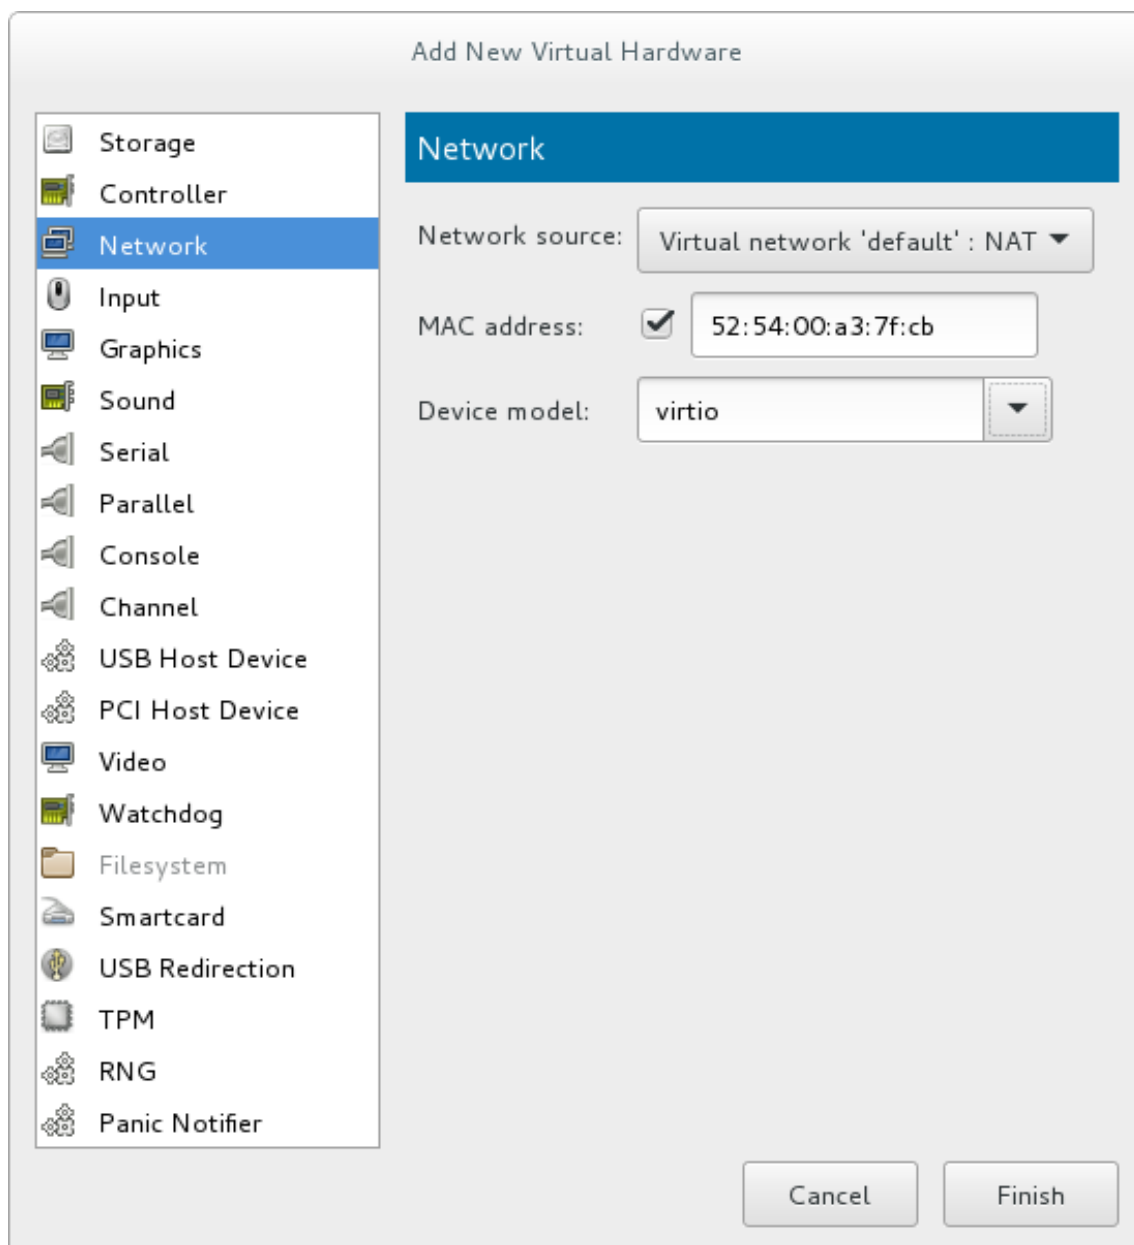 Add New Virtual Hardware
Storage
Controller
Network
Input
Graphics
Sound
Serial
Parallel
Console
Channel
USB Host Device
PCI Host Device
Video
Watchdog
Filesystem
Smartcard
USB Redirection
TPM
RNG
Panic Notifier
Network
Network source: Virtual network 'default' : NAT
MAC address: 52:54:00:a3:7f:cb
Device model: virtio
Cancel Finish